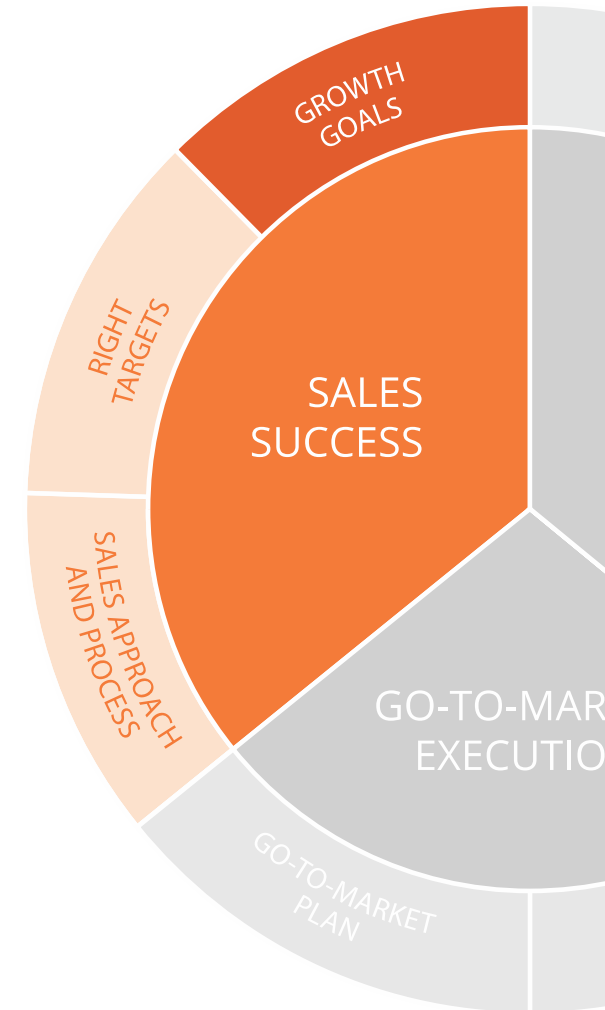 GROWTH
GOALS
RIGHT
TARGETS
SALES
SUCCESS
SALES APPROACH
AND PROCESS
GO-TO-MAR
EXECUTIO
GO-TO-MARKET
PLAN